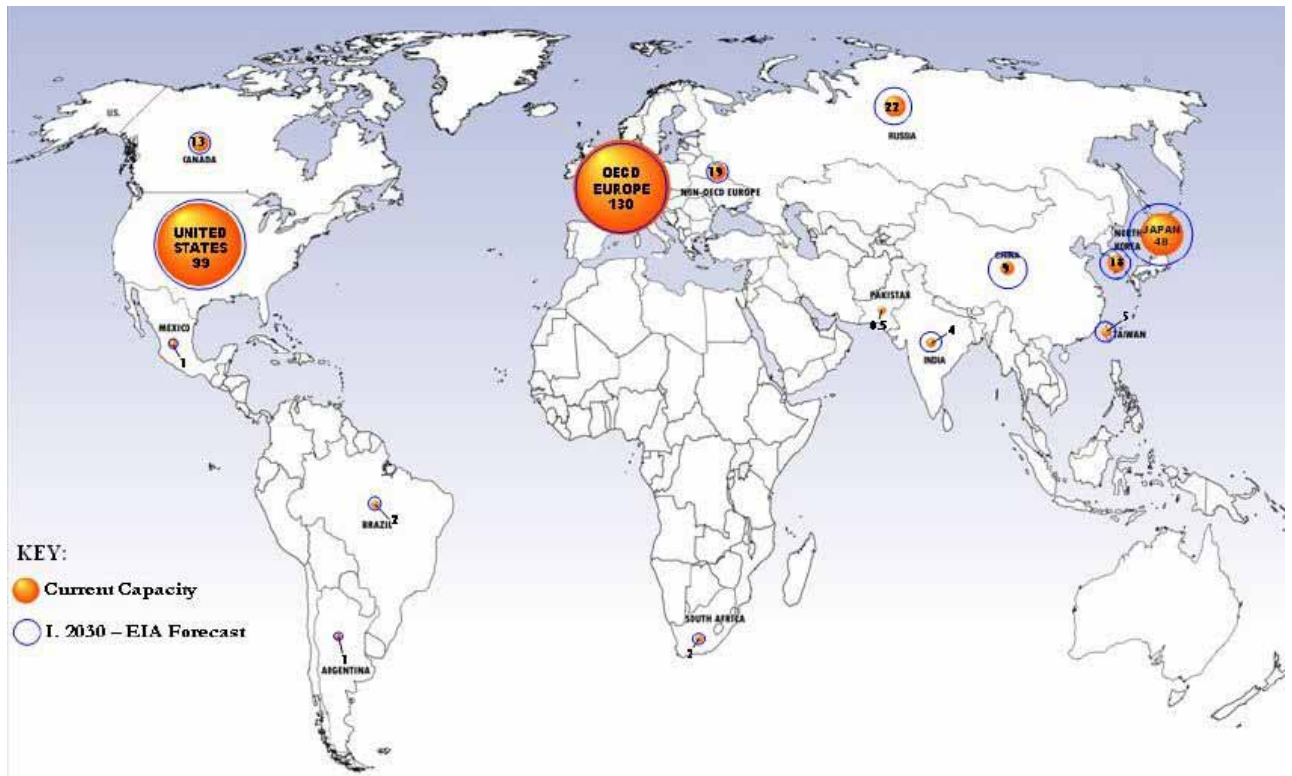 US.
13
CANADA
UNITED
STATES
99
MEXICO
1
BRAZIL
2
1
ARGENTINA
OECD
EUROPE
130
19
NON-OECD EUROPE
22
RUSSIA
CHINA
9
NORTH
KOREA
18
JAPAN
48
PAKISTAN
0.5
4
INDIA
5
TAIWAN
SOUTH AFRICA
2
KEY:
Current Capacity
I. 2030 – EIA Forecast